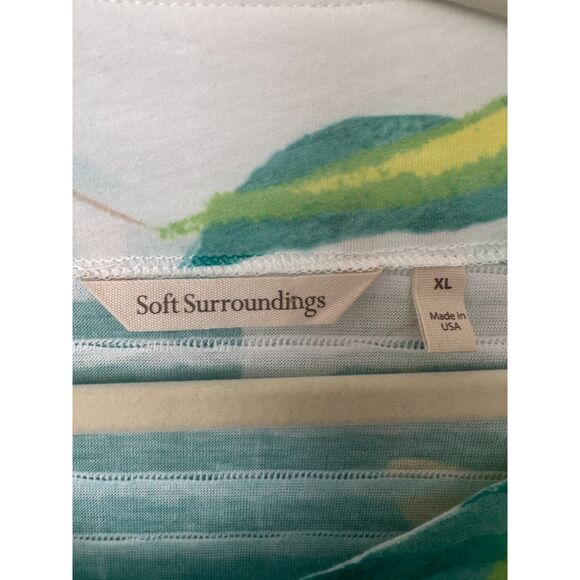 Soft Surroundings
XL
Made in
USA